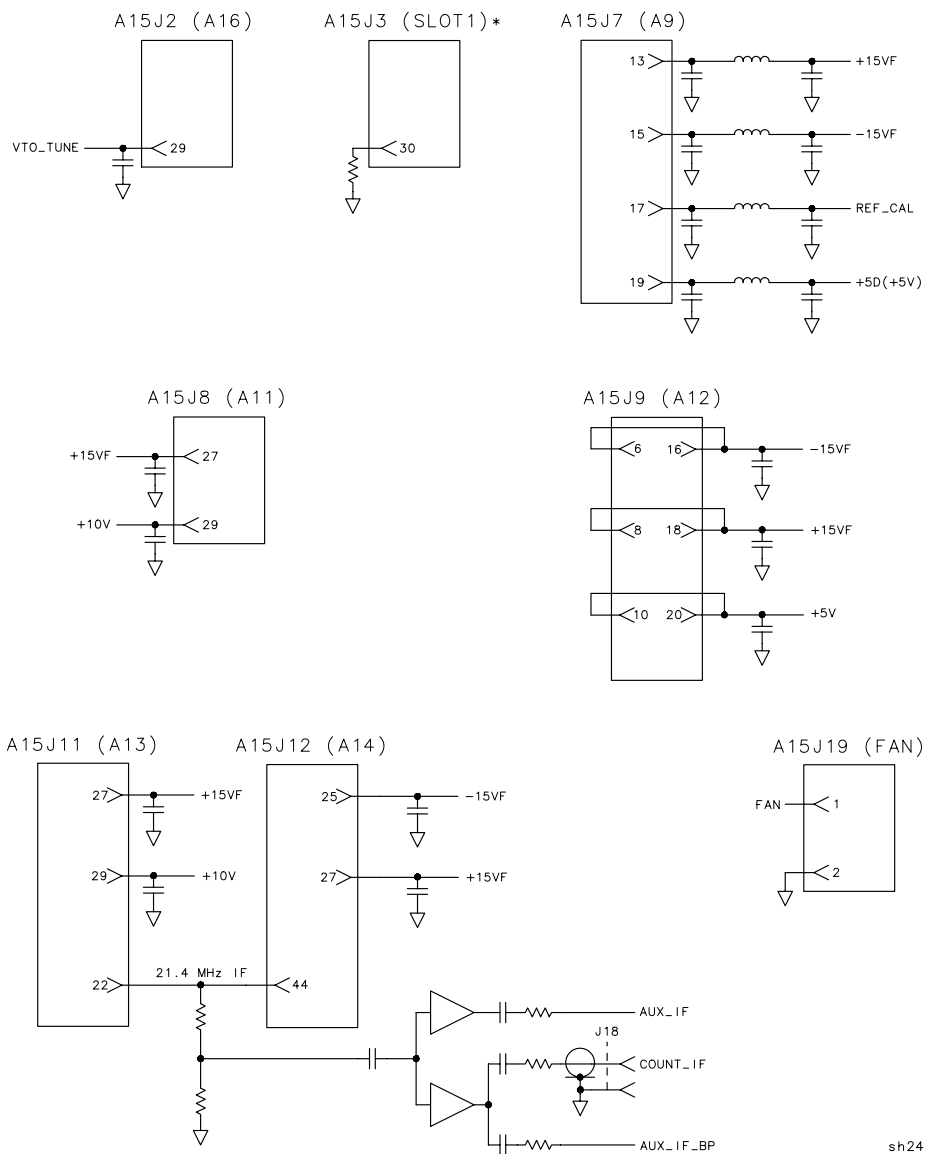 A15J2 (A16)
A15J3 (SLOT1)*
A15J7 (A9)
VTO_TUNE
29
30
13
+15VF
15
-15VF
17
REF_CAL
19
+5D(+5V)
A15J8 (A11)
+15VF
27
+10V
29
A15J9 (A12)
6
16
-15VF
8
18
+15VF
10
20
+5V
A15J11 (A13)
27
+15VF
29
+10V
22
21.4 MHz IF
A15J12 (A14)
25
-15VF
27
+15VF
44
A15J19 (FAN)
FAN
1
2
AUX_IF
J18
COUNT_IF
AUX_IF_BP
sh24